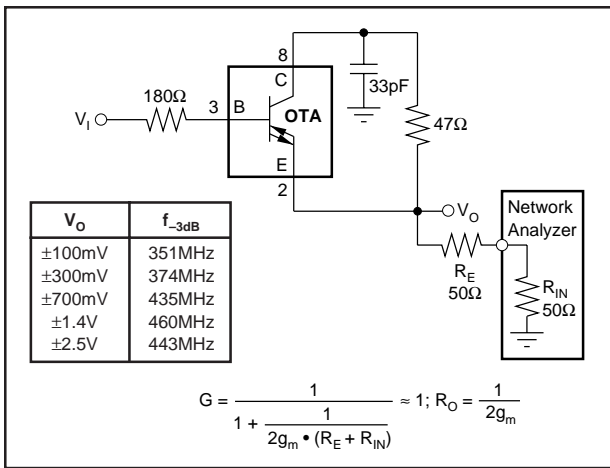 8
C
33pF
180Ω
3
B
OTA
V_I
47Ω
E
2
V_O
Network
Analyzer
R_E
50Ω
R_IN
50Ω
V_O f_–3dB
±100mV 351MHz
±300mV 374MHz
±700mV 435MHz
±1.4V 460MHz
±2.5V 443MHz
G = 1 / (1 + 1 / (2g_m • (R_E + R_IN))) ≈ 1; R_O = 1 / (2g_m)